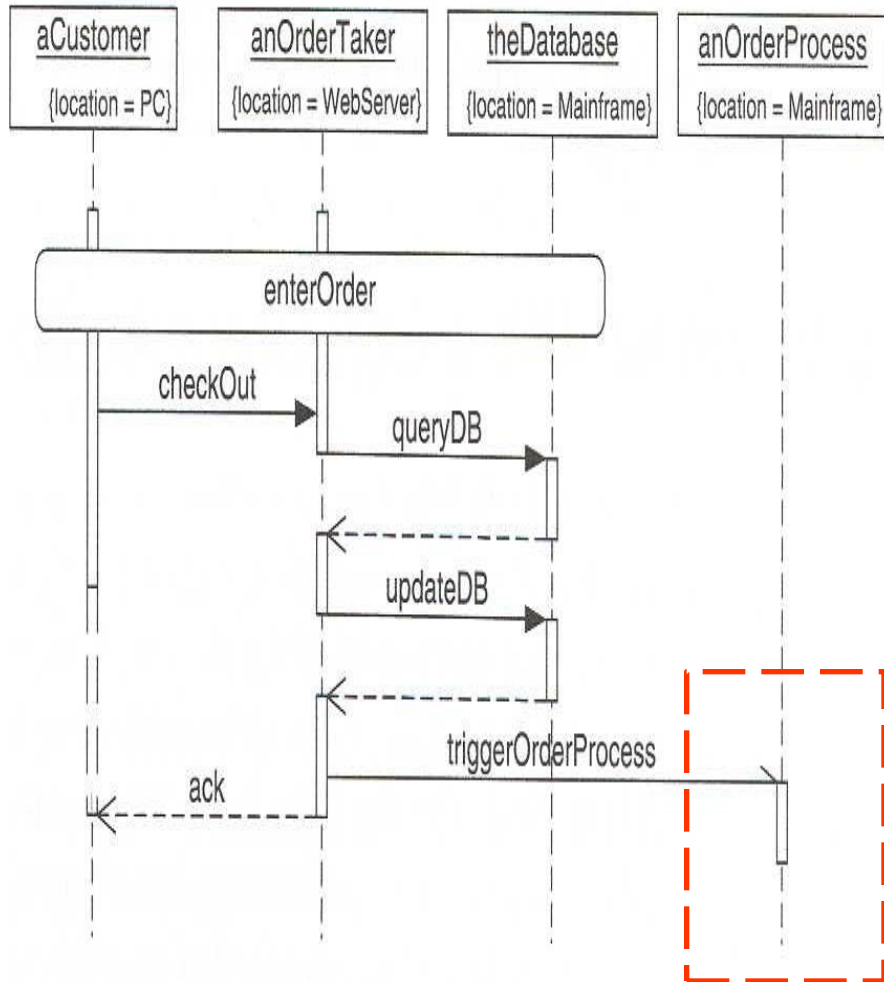 aCustomer
{location = PC}
anOrderTaker
{location = WebServer}
theDatabase
{location = Mainframe}
anOrderProcess
{location = Mainframe}
enterOrder
checkOut
queryDB
updateDB
triggerOrderProcess
ack